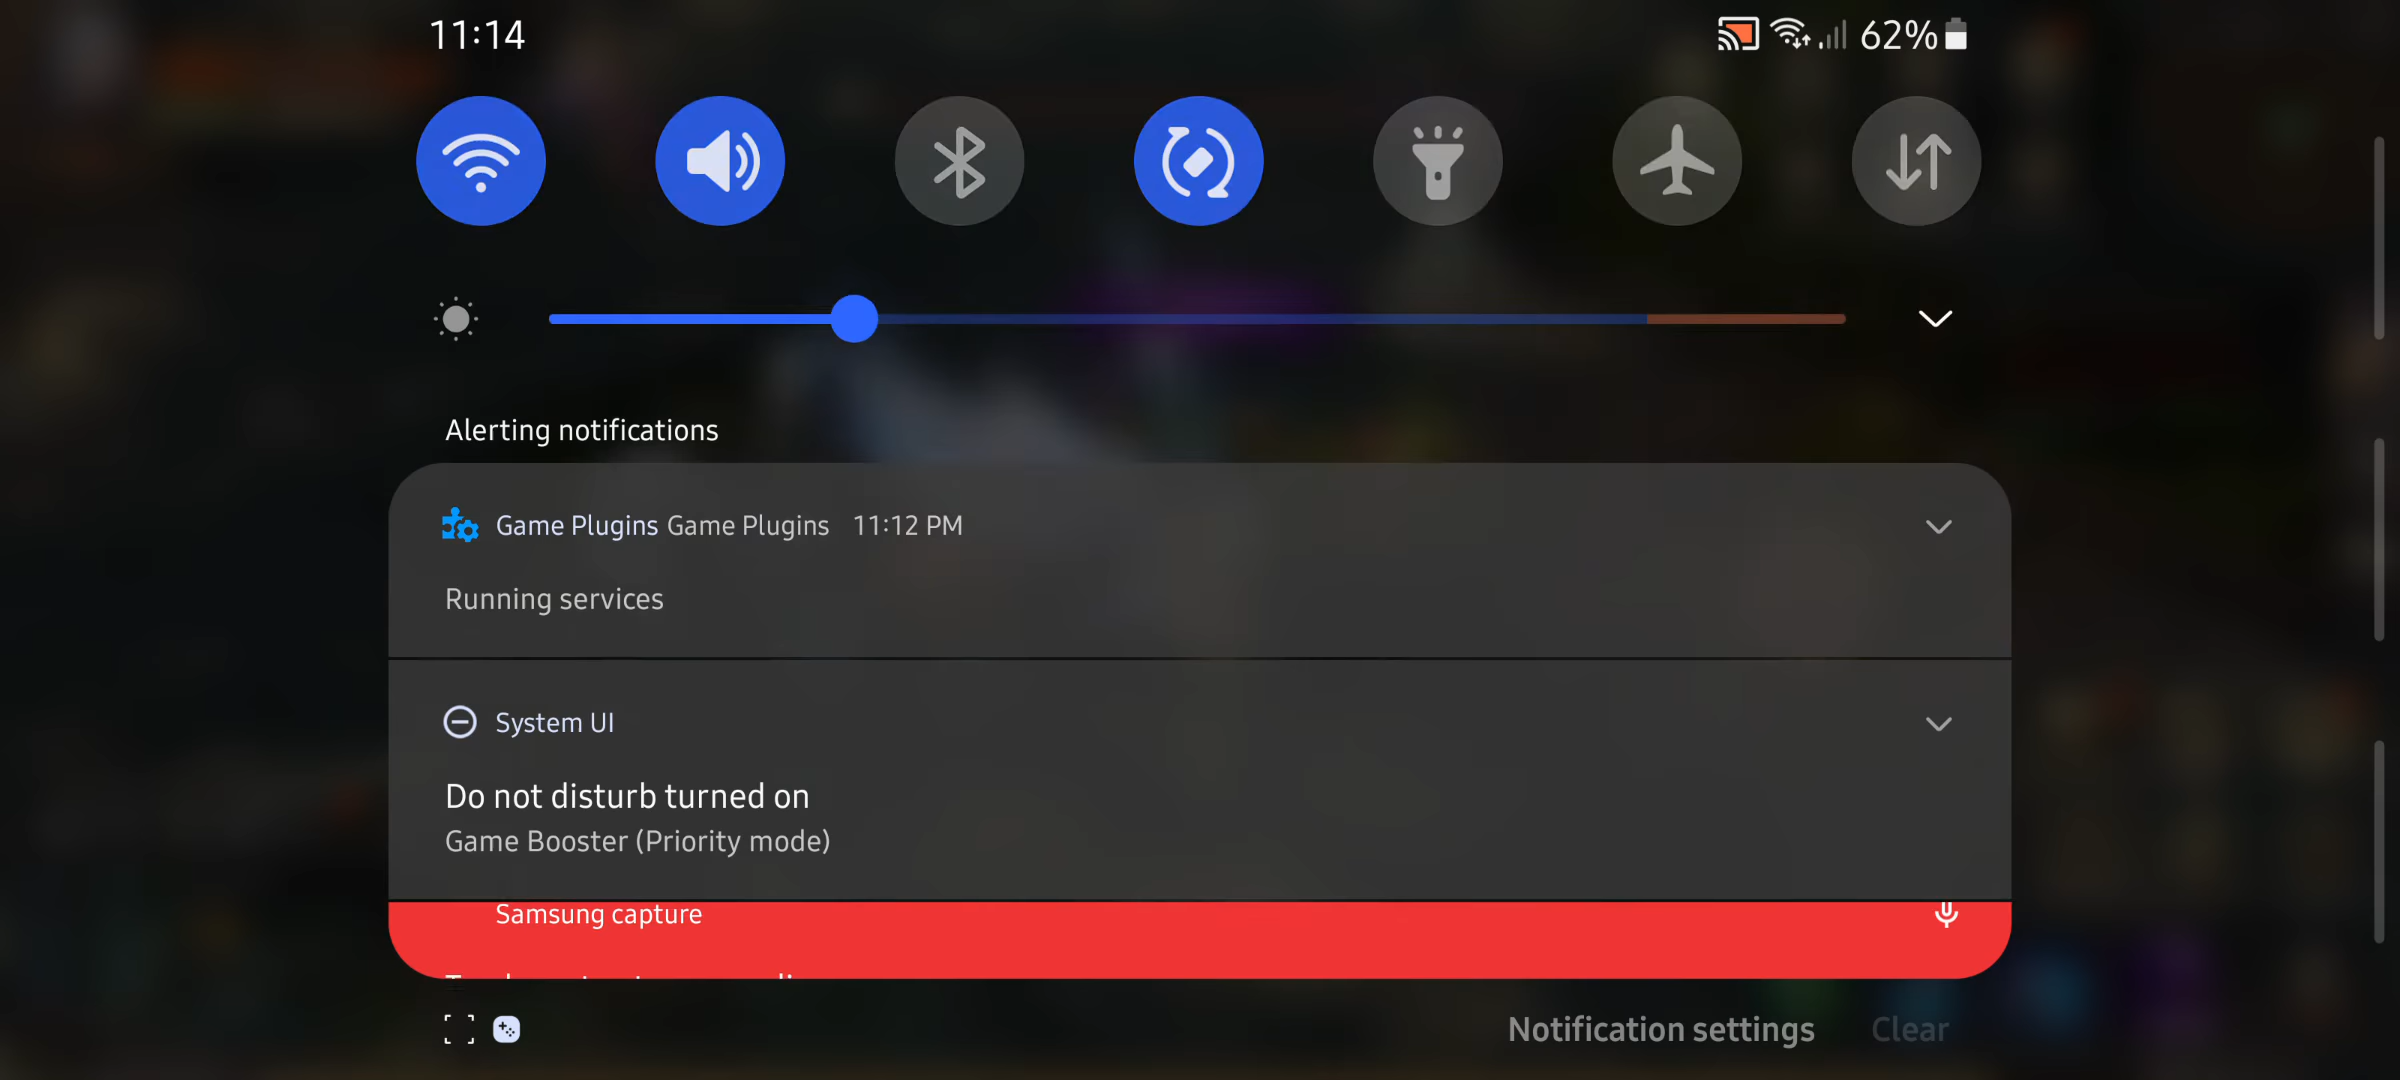 11:14
62%
Alerting notifications
Game Plugins Game Plugins 11:12 PM
Running services
System UI
Do not disturb turned on
Game Booster (Priority mode)
Samsung capture
Notification settings Clear